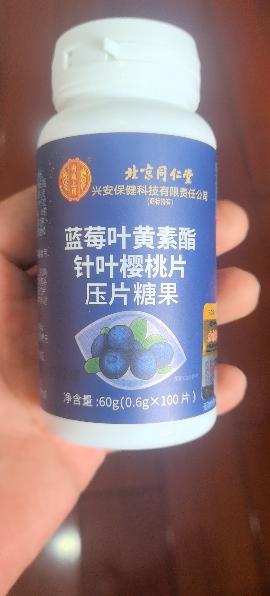 北京同仁堂
兴安保健科技有限责任公司
蓝莓叶黄素酯
针叶樱桃片
压片糖果
净含量:60g(0.6g×100片)